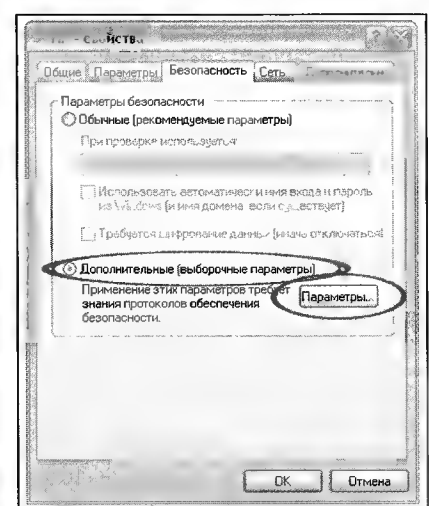 Свойства
Общие Параметры Безопасность Сеть
Параметры безопасности
Обычные (рекомендуемые параметры)
При проверке используется:
Использовать автоматически имя входа и пароль
из Windows (и имя домена, если существует)
Требуется шифрование данных (иначе отключаться)
Дополнительные (выборочные параметры)
Применение этих параметров требует
знания протоколов обеспечения
безопасности.
Параметры...
ОК Отмена